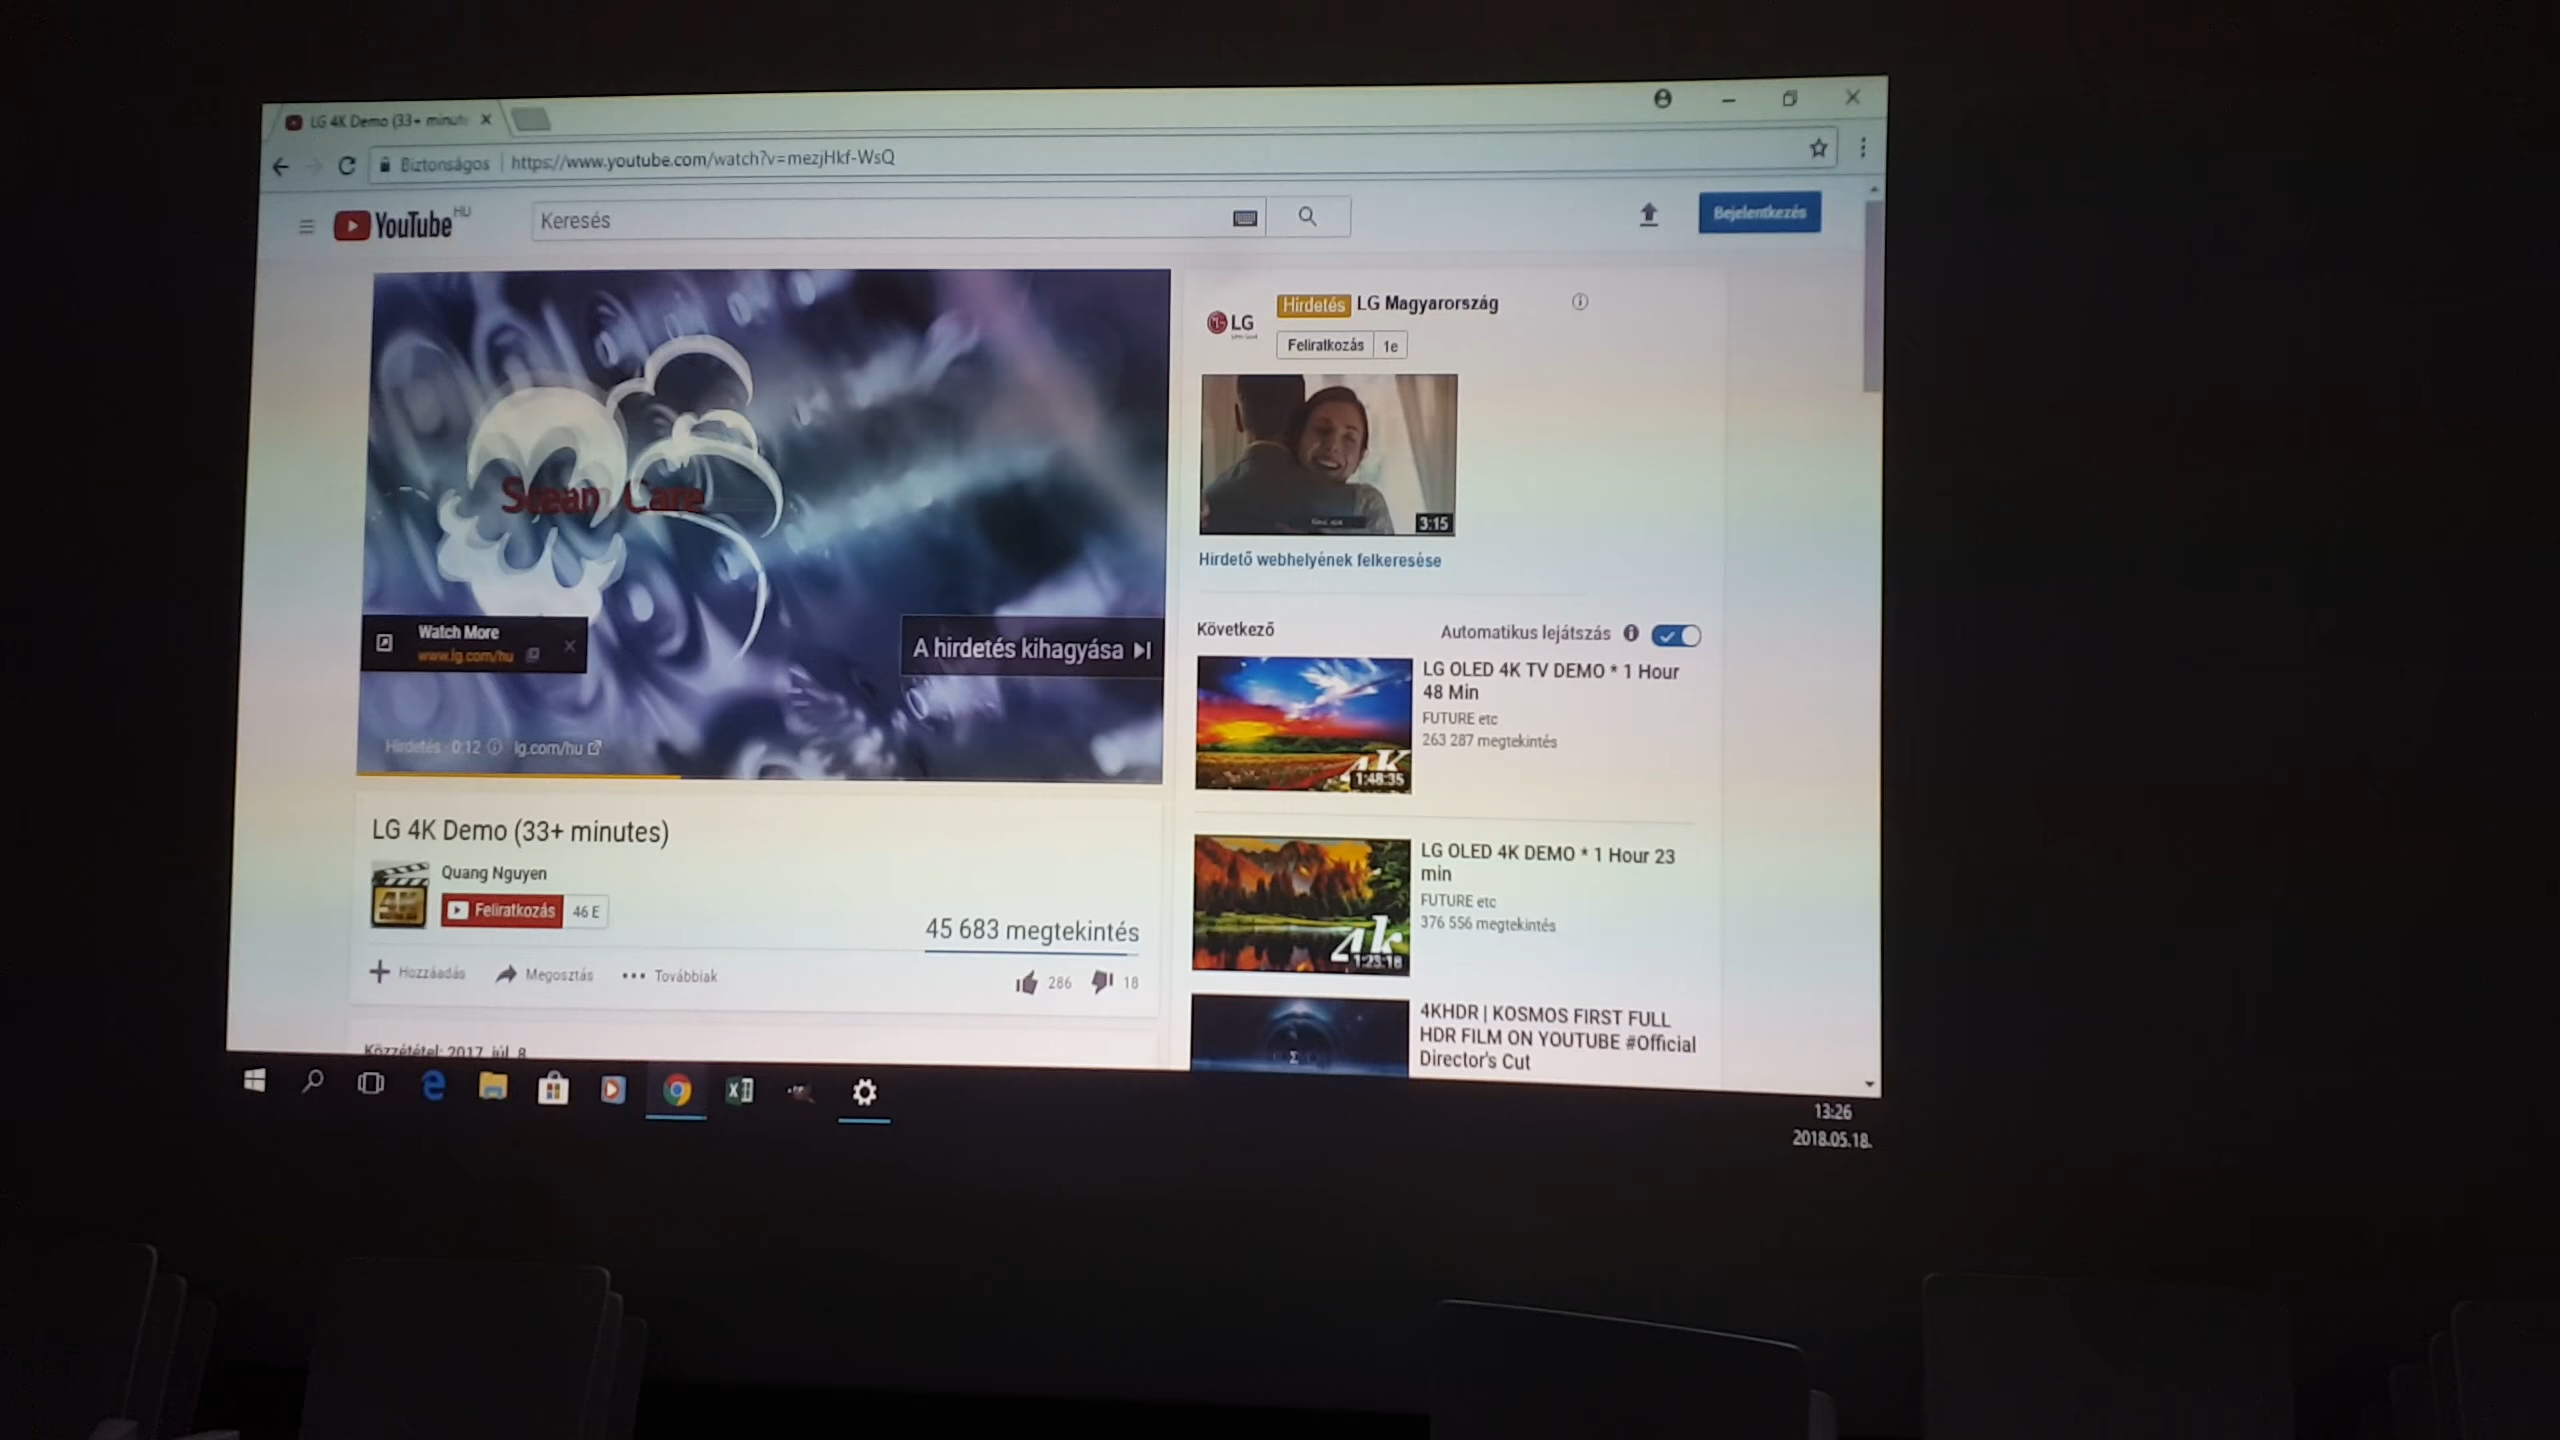 LG 4K Demo (33+ minute
Biztonságos | https://www.youtube.com/watch?v=mezjHkf-WsQ
YouTube HU
Keresés
Bejelentkezés
Steam Care
Watch More
www.lg.com/hu
A hirdetés kihagyása
Hirdetés · 0:12 lg.com/hu
LG 4K Demo (33+ minutes)
Quang Nguyen
Feliratkozás 46 E
45 683 megtekintés
Hozzáadás Megosztás Továbbiak
286 18
Közzététel: 2017. júl. 8.
LG
Hirdetés LG Magyarország
Feliratkozás 1e
3:15
Hirdető webhelyének felkeresése
Következő
Automatikus lejátszás
4K
1:48:35
LG OLED 4K TV DEMO * 1 Hour
48 Min
FUTURE etc
263 287 megtekintés
4k
1:23:18
LG OLED 4K DEMO * 1 Hour 23
min
FUTURE etc
376 556 megtekintés
4KHDR | KOSMOS FIRST FULL
HDR FILM ON YOUTUBE #Official
Director's Cut
13:26
2018.05.18.